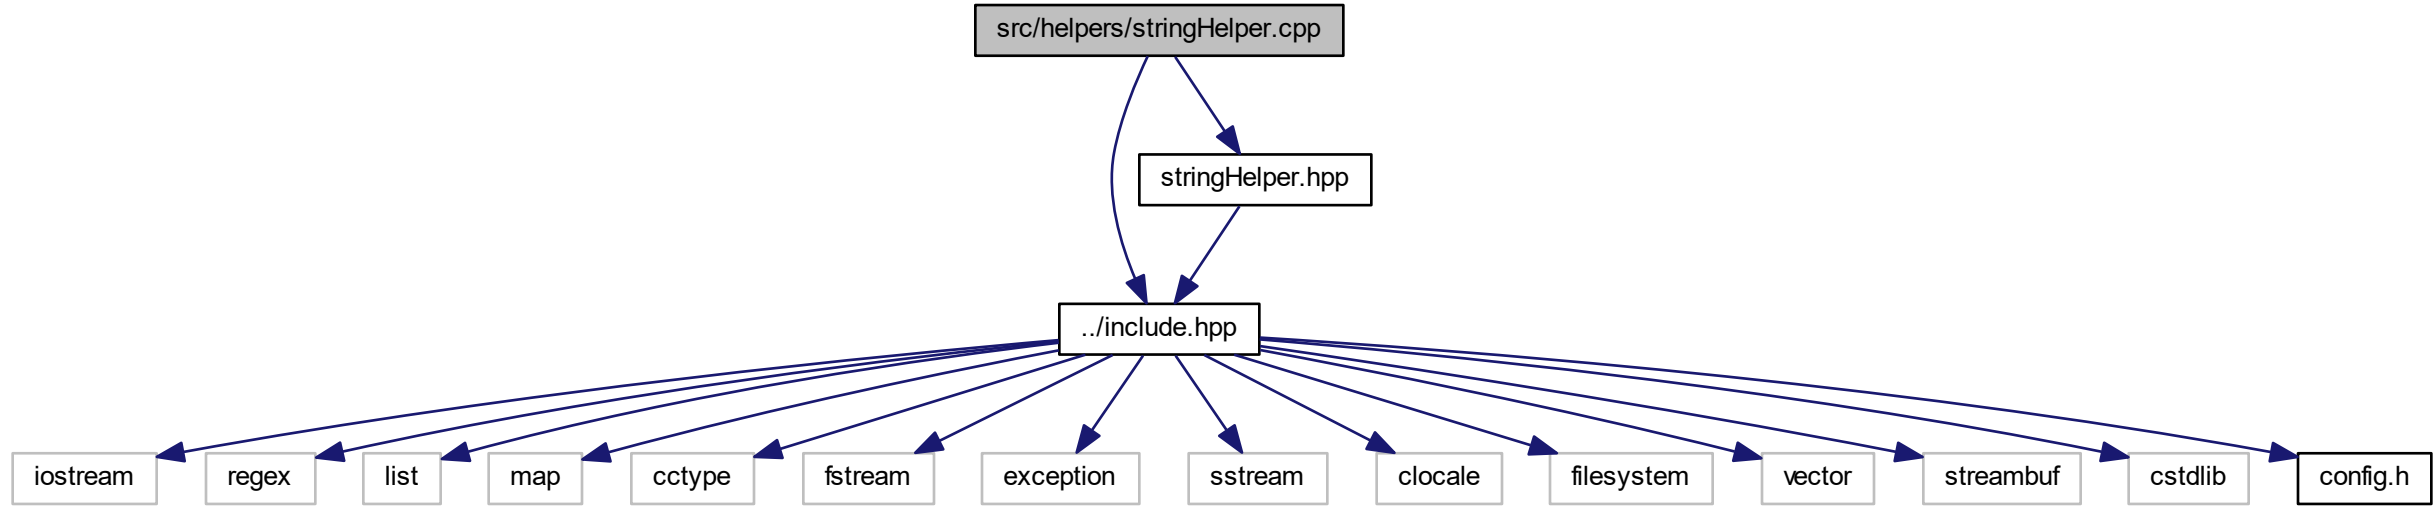 src/helpers/stringHelper.cpp
stringHelper.hpp
../include.hpp
iostream
regex
list
map
cctype
fstream
exception
sstream
clocale
filesystem
vector
streambuf
cstdlib
config.h